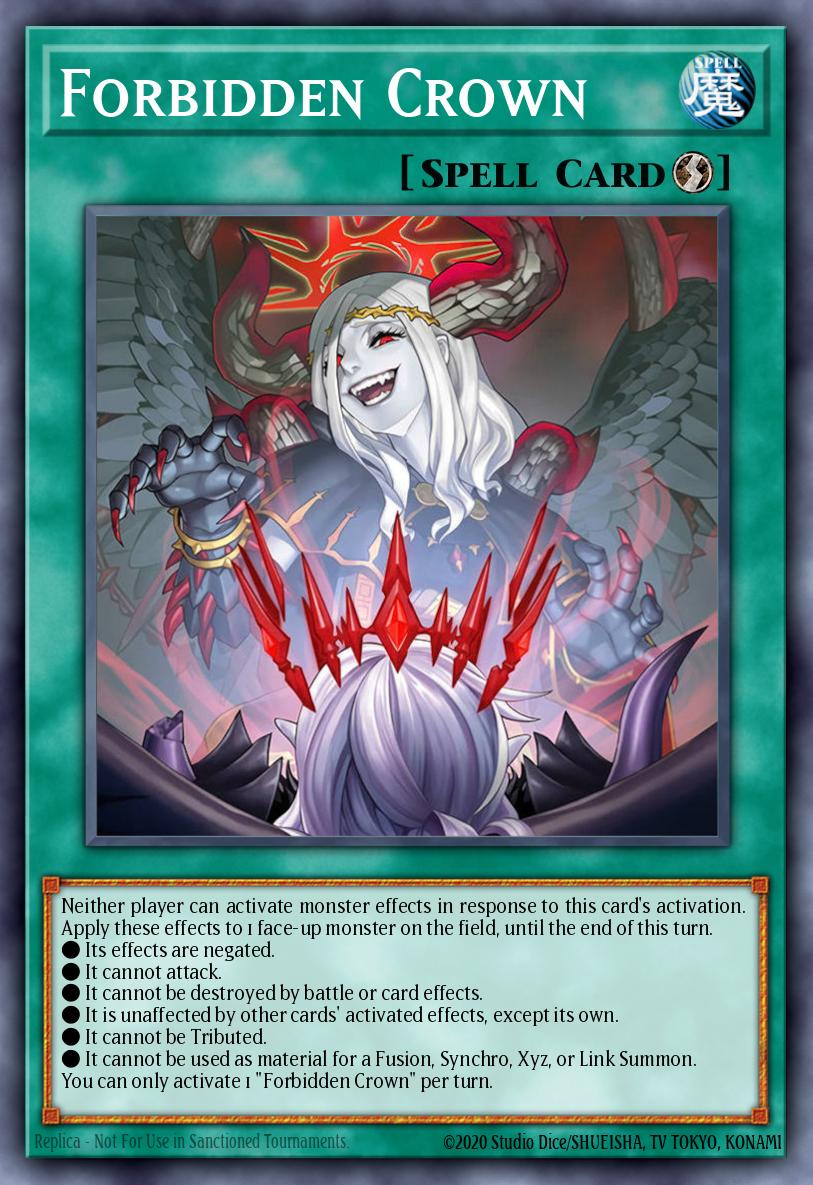 Forbidden Crown
SPELL
魔
[Spell Card]
Neither player can activate monster effects in response to this card's activation.
Apply these effects to 1 face-up monster on the field, until the end of this turn.
● Its effects are negated.
● It cannot attack.
● It cannot be destroyed by battle or card effects.
● It is unaffected by other cards' activated effects, except its own.
● It cannot be Tributed.
● It cannot be used as material for a Fusion, Synchro, Xyz, or Link Summon.
You can only activate 1 "Forbidden Crown" per turn.
Replica - Not For Use in Sanctioned Tournaments.
©2020 Studio Dice/SHUEISHA, TV TOKYO, KONAMI